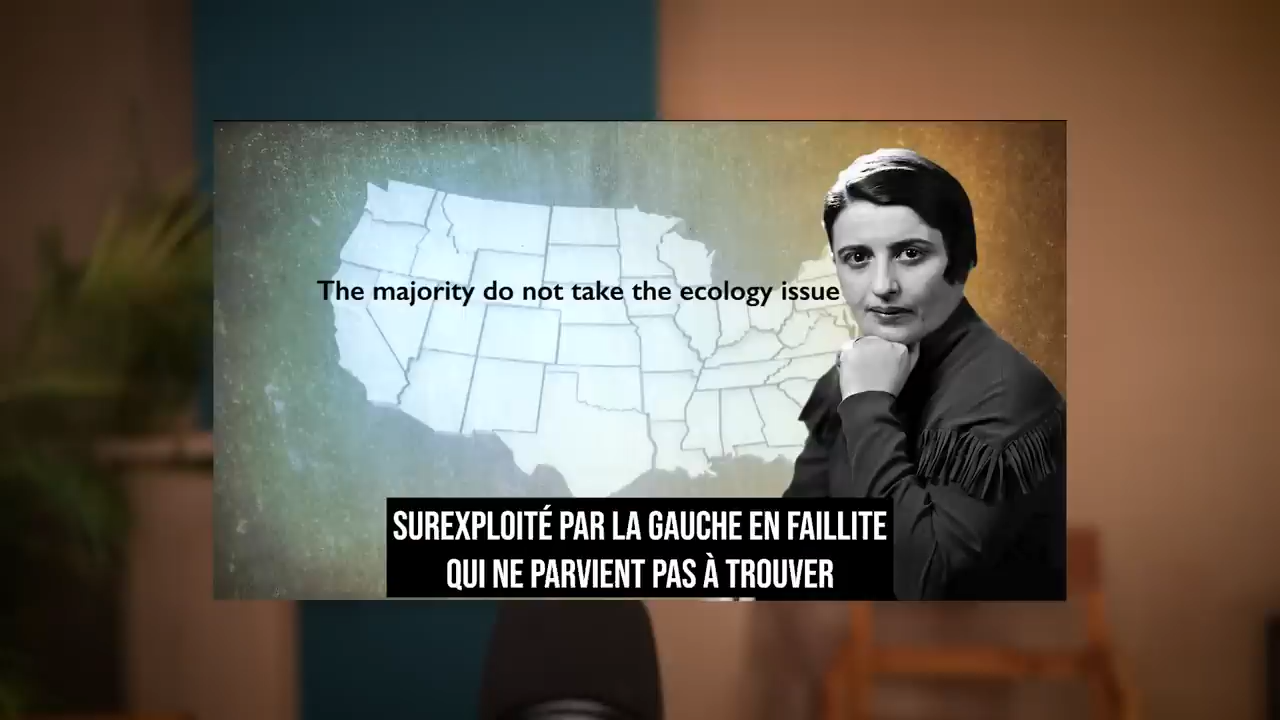 The majority do not take the ecology issue
SUREXPLOITÉ PAR LA GAUCHE EN FAILLITE
QUI NE PARVIENT PAS À TROUVER